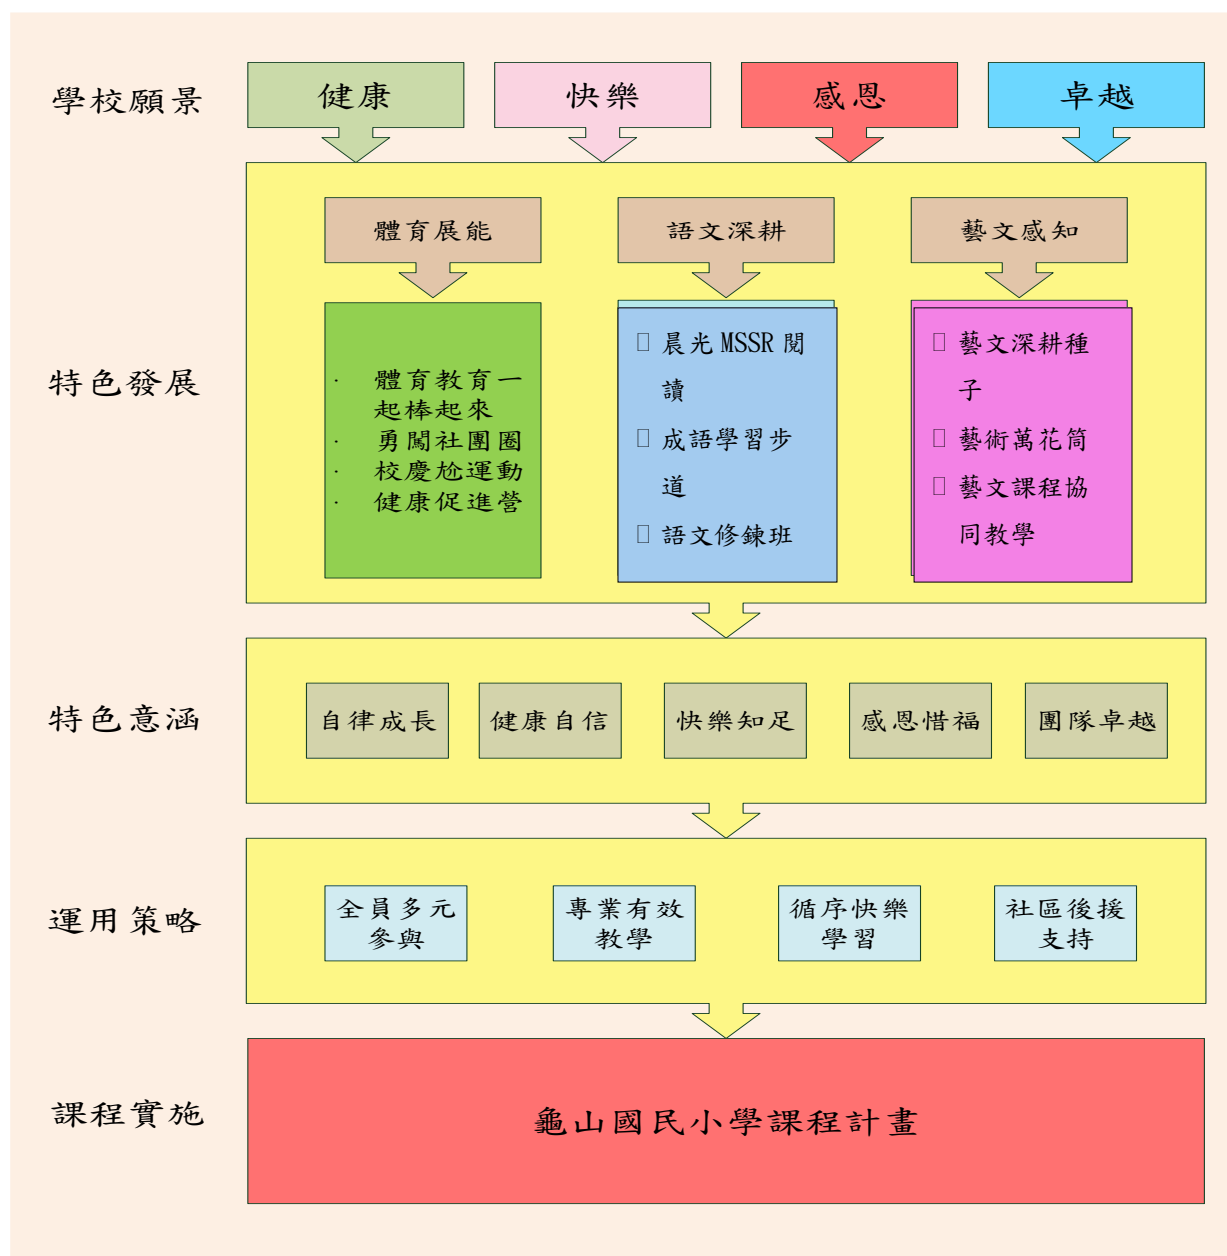 學校願景
健康
快樂
感恩
卓越
特色發展
體育展能
· 體育教育一
起棒起來
· 勇闖社團圈
· 校慶尬運動
· 健康促進營
語文深耕
晨光 MSSR 閱
讀
成語學習步
道
語文修鍊班
藝文感知
藝文深耕種
子
藝術萬花筒
藝文課程協
同教學
特色意涵
自律成長
健康自信
快樂知足
感恩惜福
團隊卓越
運用策略
全員多元
參與
專業有效
教學
循序快樂
學習
社區後援
支持
課程實施
龜山國民小學課程計畫